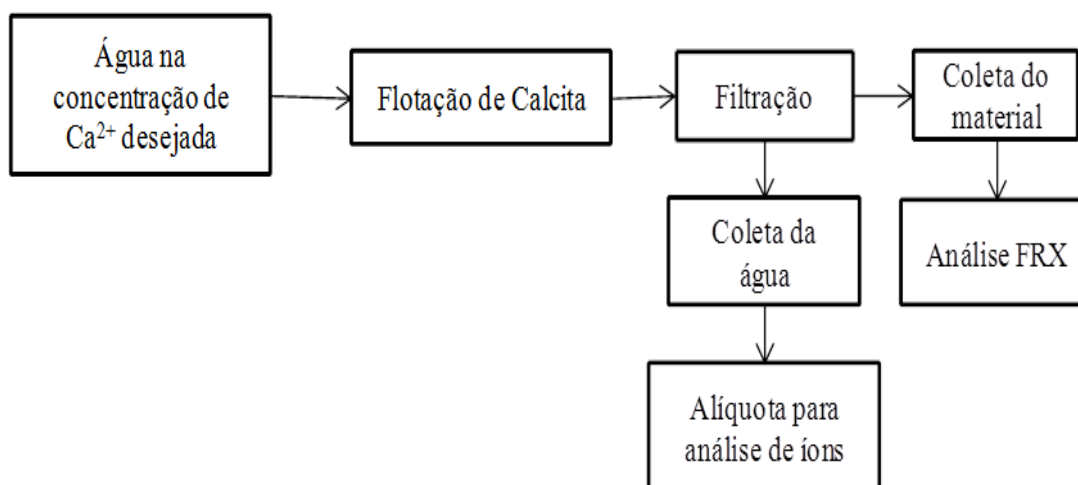 Água na
concentração de
Ca²⁺ desejada
Flotação de Calcita
Filtração
Coleta do
material
Coleta da
água
Análise FRX
Alíquota para
análise de íons